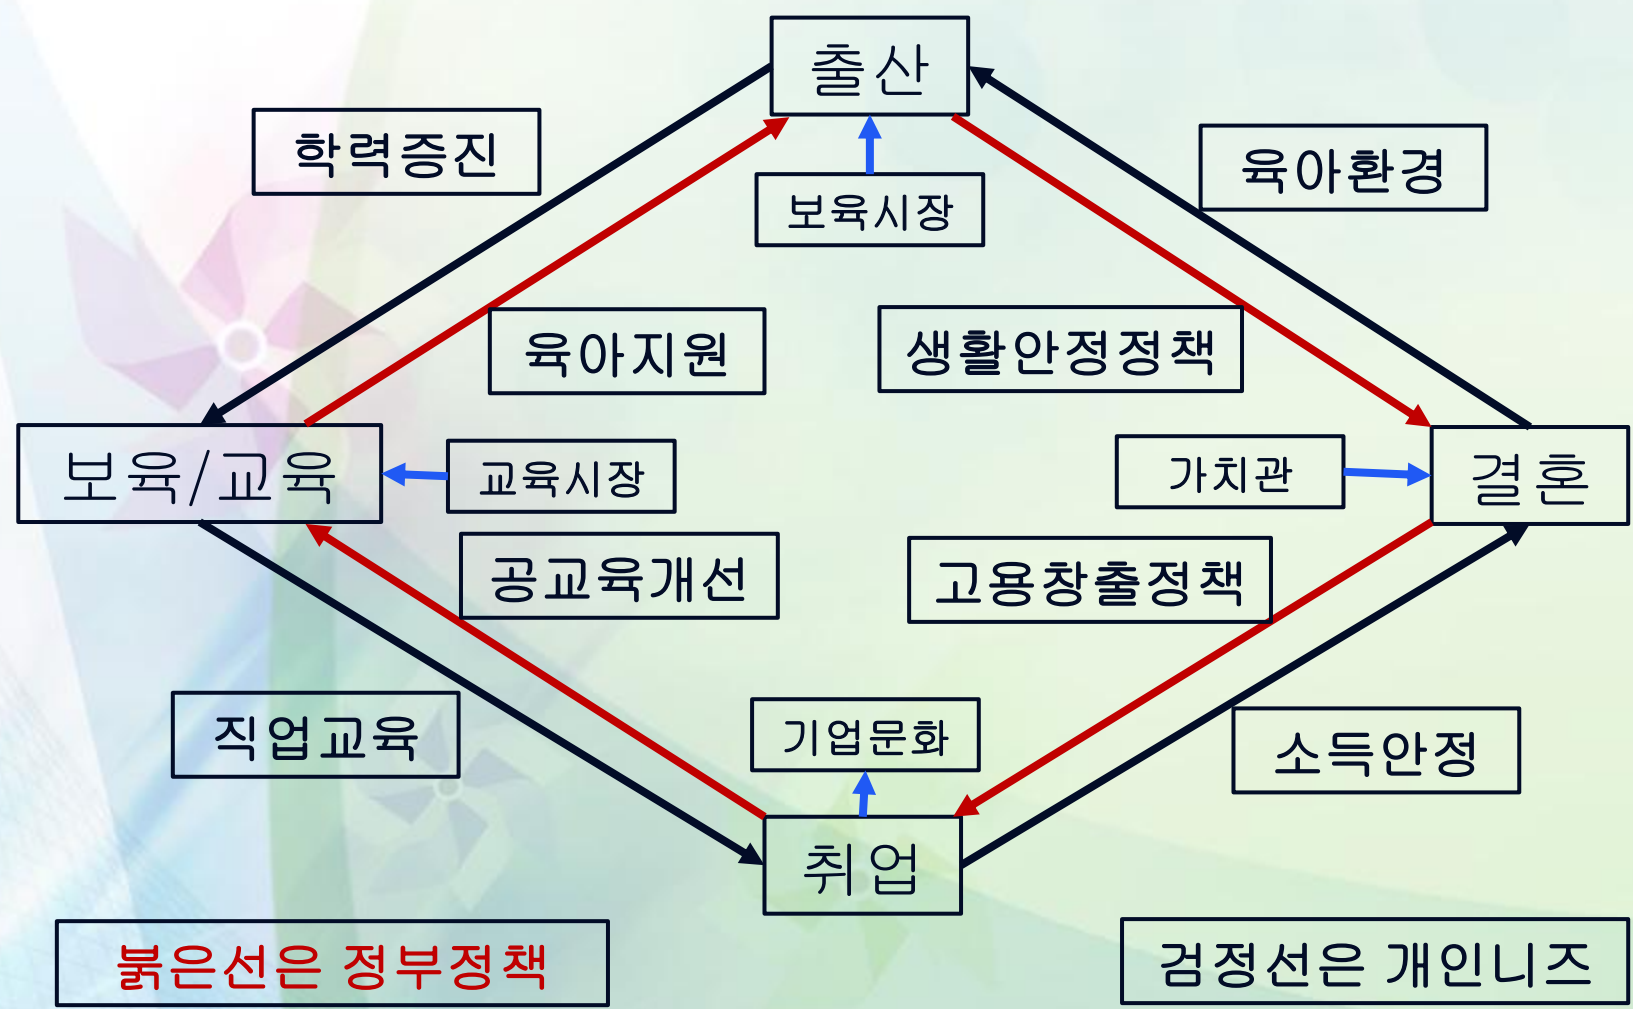 출산
학력증진
육아환경
보육시장
육아지원
생활안정정책
보육/교육
교육시장
가치관
결혼
공교육개선
고용창출정책
직업교육
기업문화
소득안정
취업
붉은선은 정부정책
검정선은 개인니즈